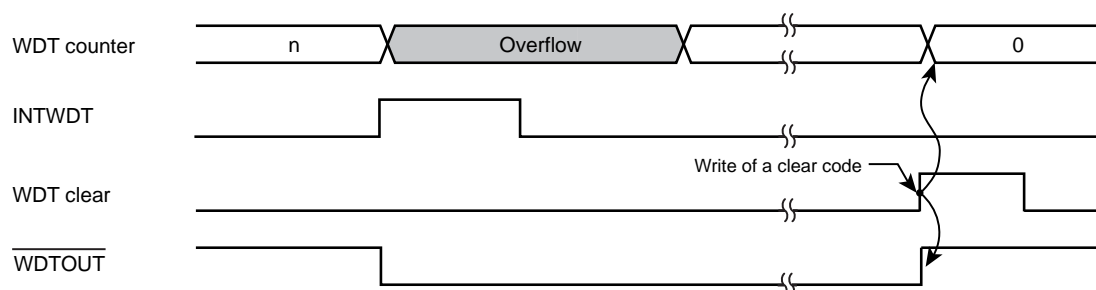 WDT counter
n
Overflow
0
INTWDT
Write of a clear code
WDT clear
WDTOUT